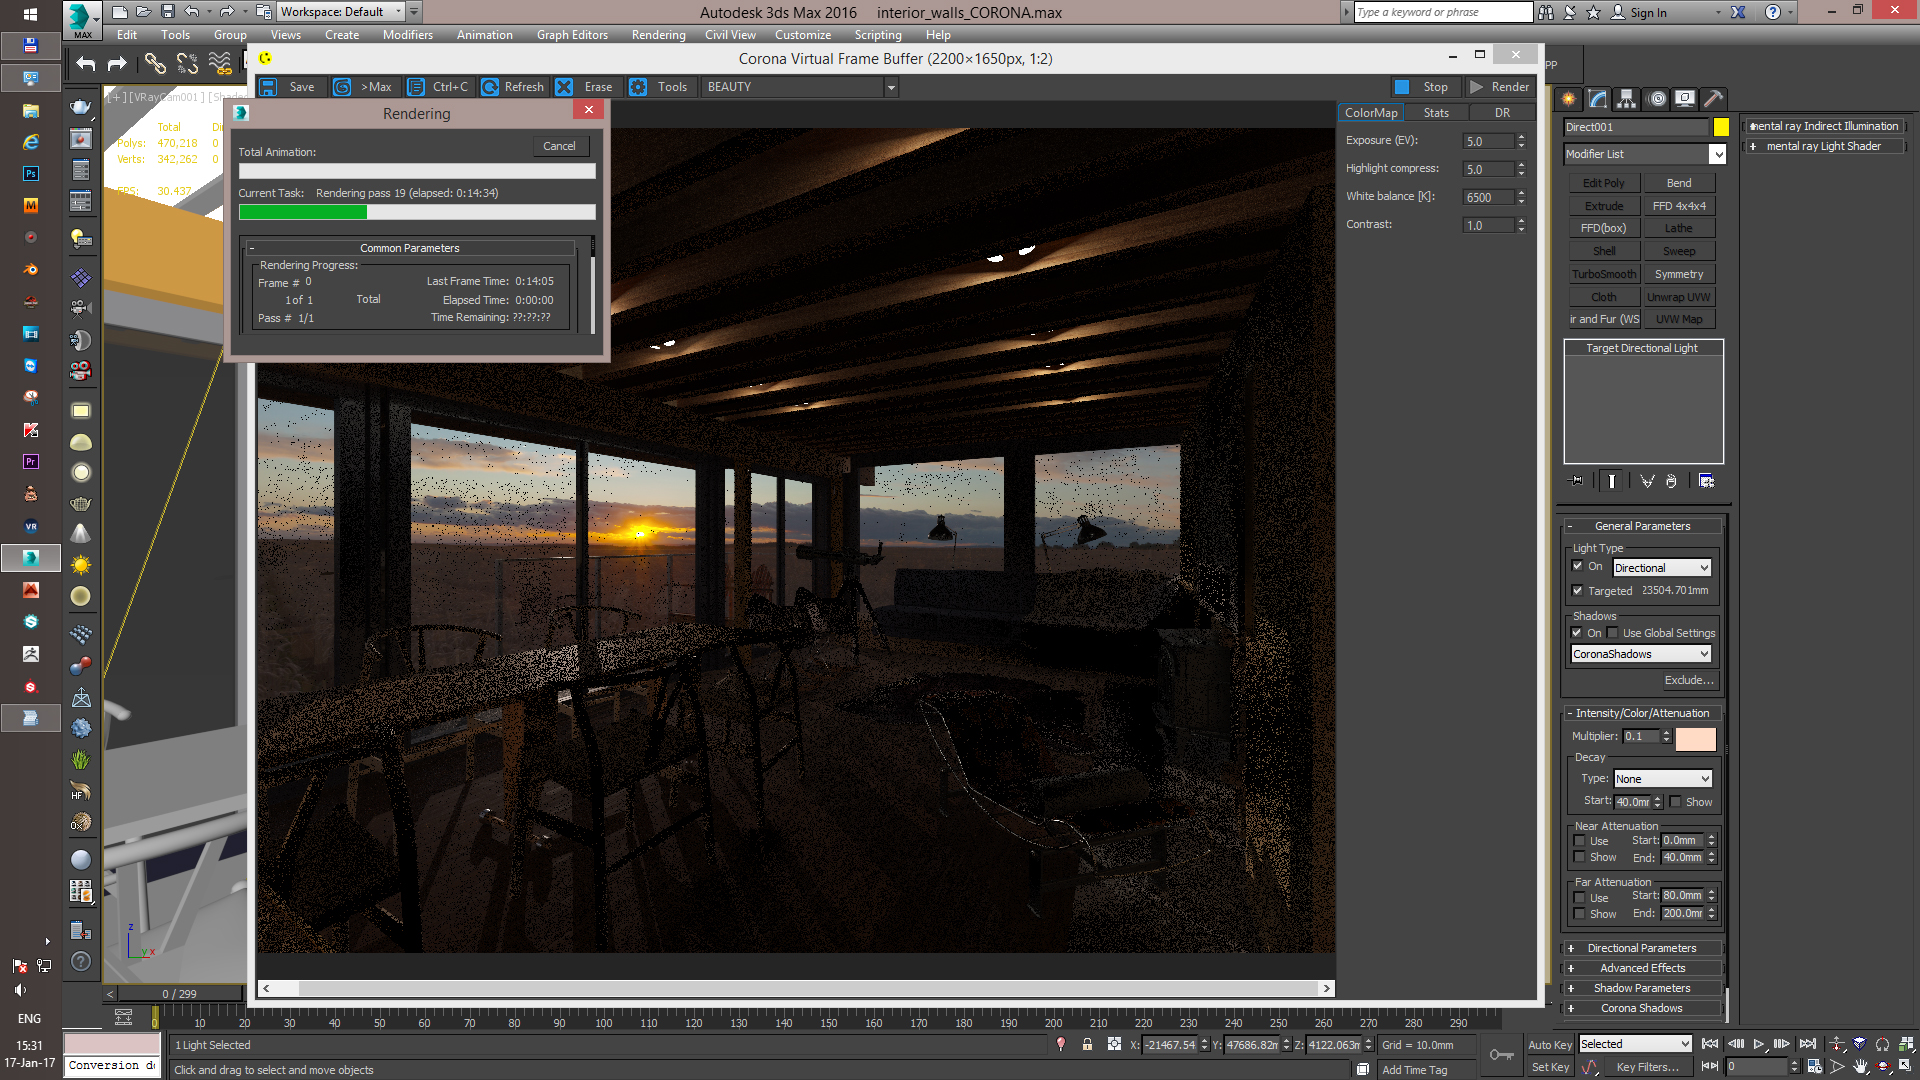 Workspace: Default
Autodesk 3ds Max 2016 interior_walls_CORONA.max
Type a keyword or phrase
Sign In
MAX
Edit Tools Group Views Create Modifiers Animation Graph Editors Rendering Civil View Customize Scripting Help
Corona Virtual Frame Buffer (2200×1650px, 1:2)
Save >Max Ctrl+C Refresh Erase Tools BEAUTY Stop Render
[+][VRayCam001]
Total
Polys: 470,218 0
Verts: 342,262 0
FPS: 30.437
Rendering
Total Animation: Cancel
Current Task: Rendering pass 19 (elapsed: 0:14:34)
- Common Parameters
Rendering Progress:
Frame # 0 Last Frame Time: 0:14:05
1 of 1 Total Elapsed Time: 0:00:00
Pass # 1/1 Time Remaining: ??:??:??
ColorMap Stats DR
Exposure (EV): 5.0
Highlight compress: 5.0
White balance [K]: 6500
Contrast: 1.0
Direct001
Modifier List
Edit Poly Bend
Extrude FFD 4x4x4
FFD(box) Lathe
Shell Sweep
TurboSmooth Symmetry
Cloth Unwrap UVW
ir and Fur (WS UVW Map
Target Directional Light
mental ray Indirect Illumination
+ mental ray Light Shader
- General Parameters
Light Type
On Directional
Targeted 23504.701mm
Shadows
On Use Global Settings
CoronaShadows
Exclude...
- Intensity/Color/Attenuation
Multiplier: 0.1
Decay
Type: None
Start: 40.0mm Show
Near Attenuation
Use Start: 0.0mm
Show End: 40.0mm
Far Attenuation
Use Start: 80.0mm
Show End: 200.0mm
+ Directional Parameters
+ Advanced Effects
+ Shadow Parameters
+ Corona Shadows
Ps
M
Pr
VR
HF
z
y x
< 0 / 299
< >
0 10 20 30 40 50 60 70 80 90 100 110 120 130 140 150 160 170 180 190 200 210 220 230 240 250 260 270 280 290
1 Light Selected
X: -21467.54 Y: 47686.82m Z: 4122.063m Grid = 10.0mm
Auto Key Selected
Click and drag to select and move objects
Add Time Tag
Set Key Key Filters... 0
Conversion do
ENG
15:31
17-Jan-17